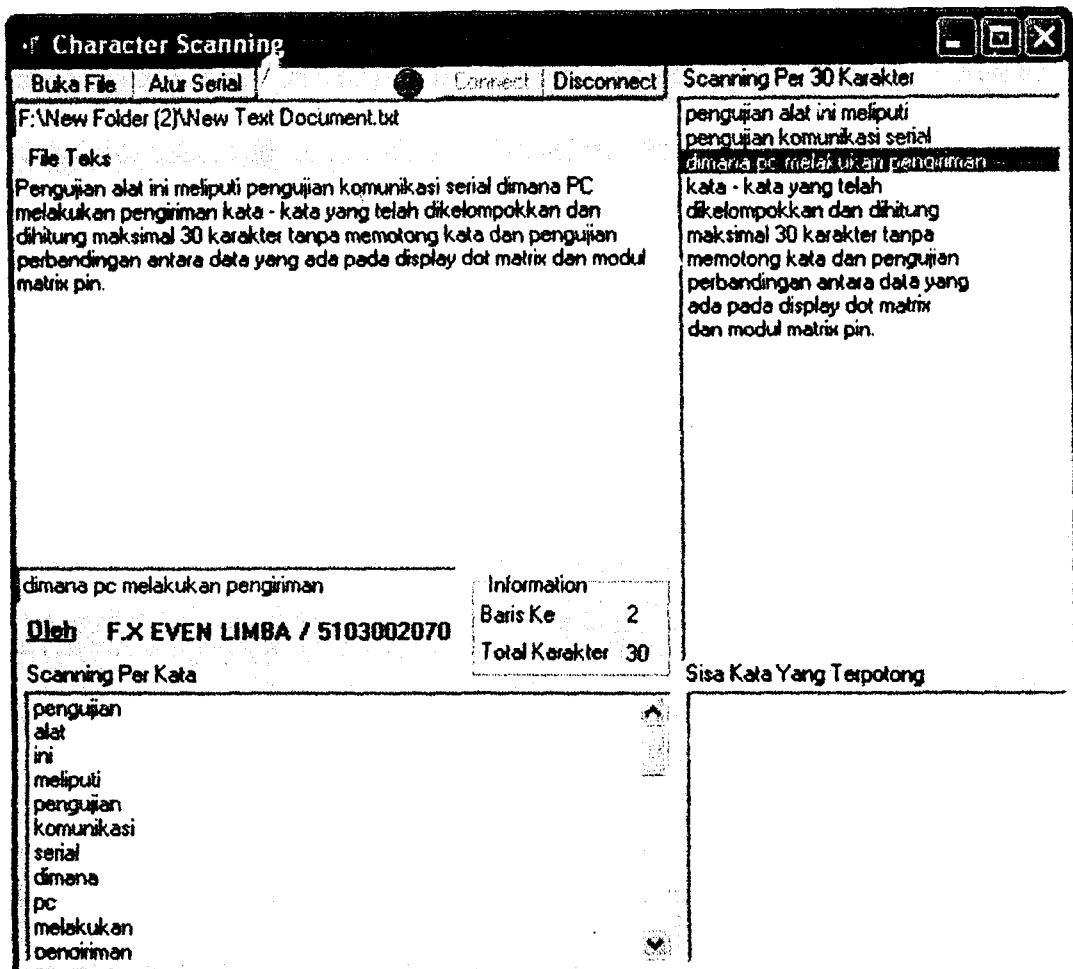 Character Scanning
Buka File Atur Serial Connect Disconnect
F:\New Folder (2)\New Text Document.txt
File Teks
Pengujian alat ini meliputi pengujian komunikasi serial dimana PC
melakukan pengiriman kata - kata yang telah dikelompokkan dan
dihitung maksimal 30 karakter tanpa memotong kata dan pengujian
perbandingan antara data yang ada pada display dot matrix dan modul
matrix pin.
Scanning Per 30 Karakter
pengujian alat ini meliputi
pengujian komunikasi serial
dimana pc melakukan pengiriman
kata - kata yang telah
dikelompokkan dan dihitung
maksimal 30 karakter tanpa
memotong kata dan pengujian
perbandingan antara data yang
ada pada display dot matrix
dan modul matrix pin.
dimana pc melakukan pengiriman
Oleh F.X EVEN LIMBA / 5103002070
Information
Baris Ke 2
Total Karakter 30
Scanning Per Kata
pengujian
alat
ini
meliputi
pengujian
komunikasi
serial
dimana
pc
melakukan
pengiriman
Sisa Kata Yang Terpotong